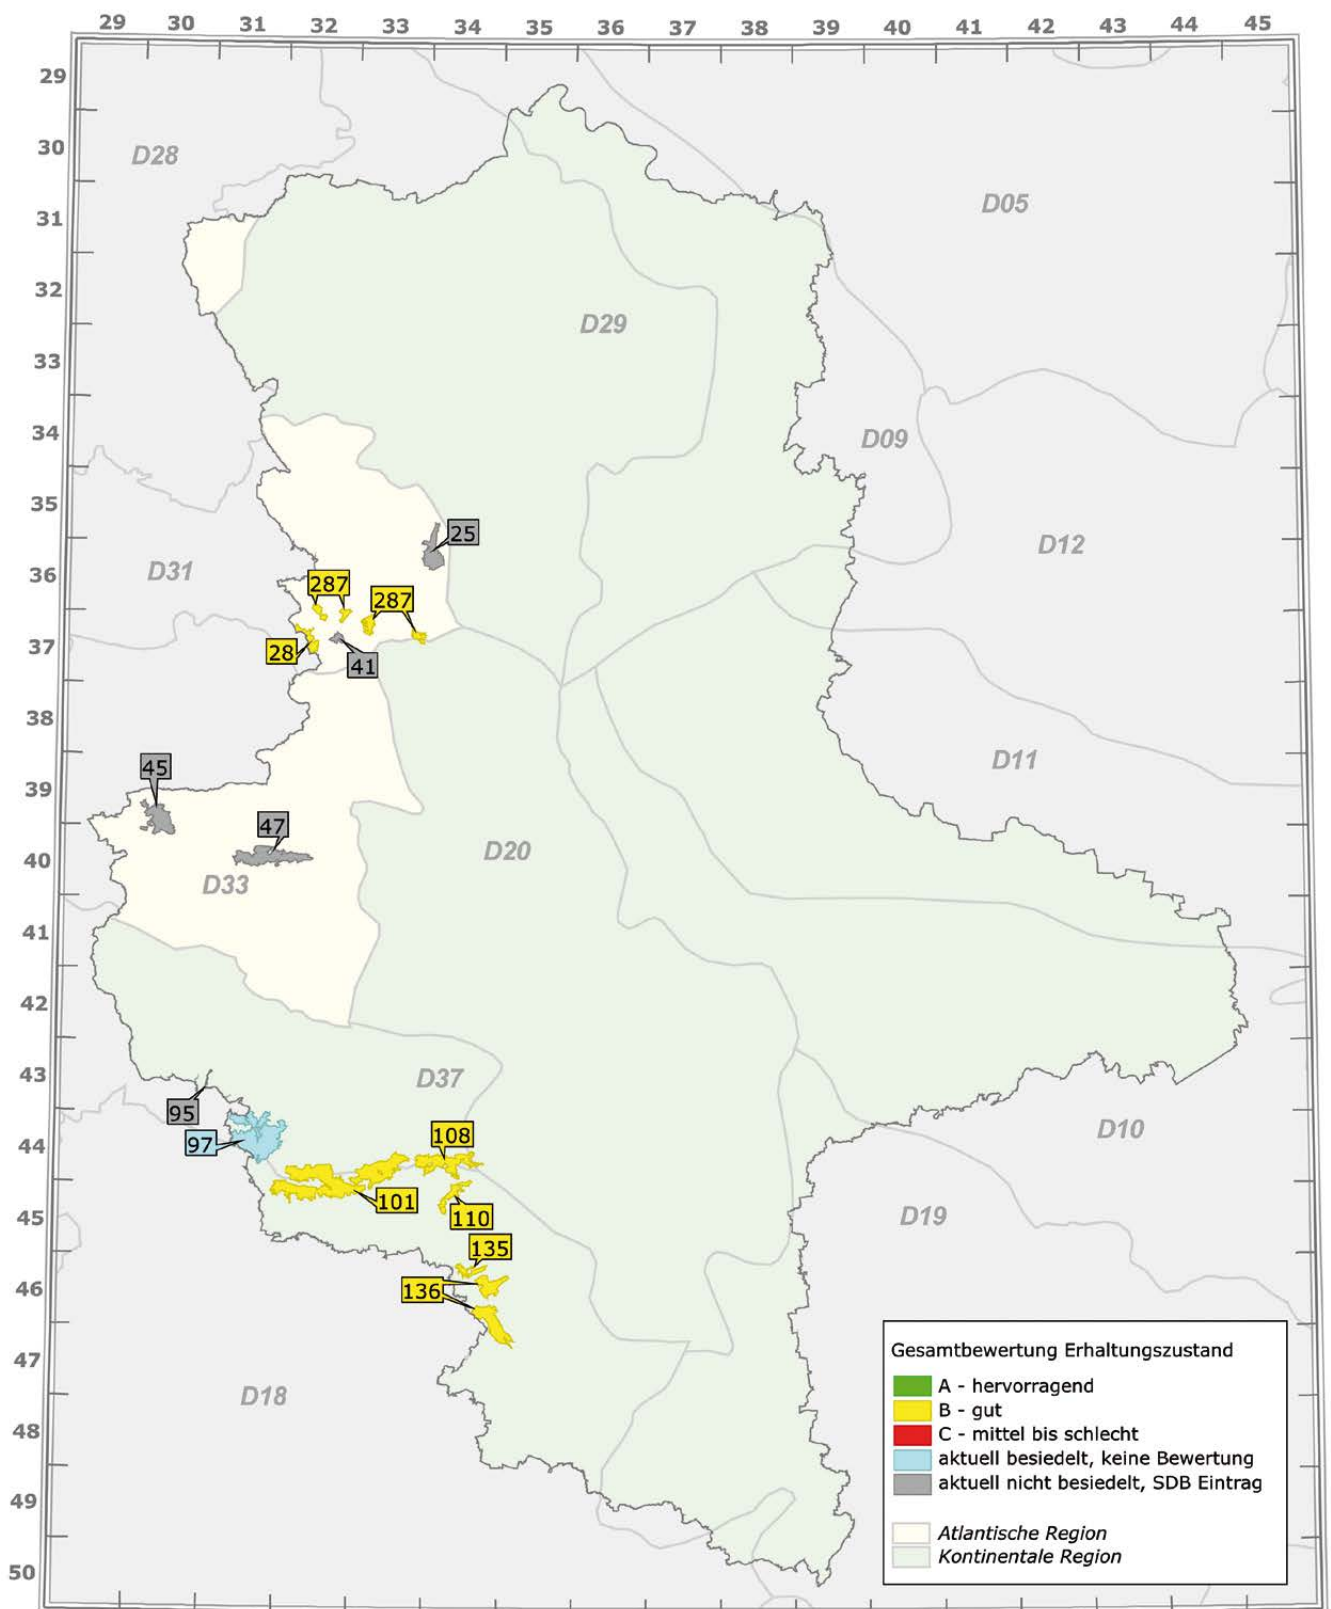 29 30 31 32 33 34 35 36 37 38 39 40 41 42 43 44 45
29
30
D28
D05
31
32
D29
33
34
D09
35
25
D12
36
D31
287
287
37
28
41
38
D11
39
45
47
40
D20
D33
41
42
43
D37
95
D10
44
97
108
101
45
110
D19
135
46
136
47
D18
48
49
50
Gesamtbewertung Erhaltungszustand
A - hervorragend
B - gut
C - mittel bis schlecht
aktuell besiedelt, keine Bewertung
aktuell nicht besiedelt, SDB Eintrag
Atlantische Region
Kontinentale Region